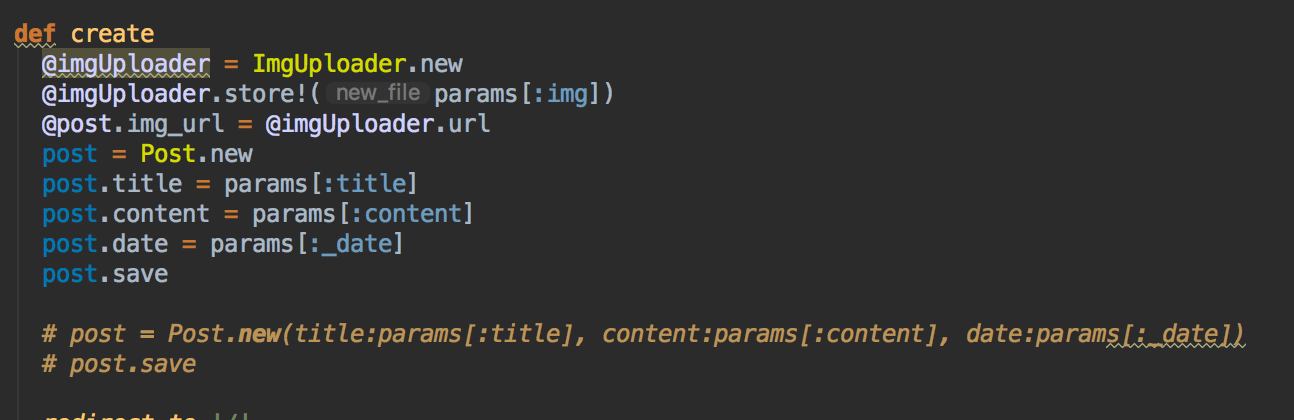 def create
@imgUploader = ImgUploader.new
@imgUploader.store!( new_file params[:img])
@post.img_url = @imgUploader.url
post = Post.new
post.title = params[:title]
post.content = params[:content]
post.date = params[:_date]
post.save
# post = Post.new(title:params[:title], content:params[:content], date:params[:_date])
# post.save
redirect_to '/'